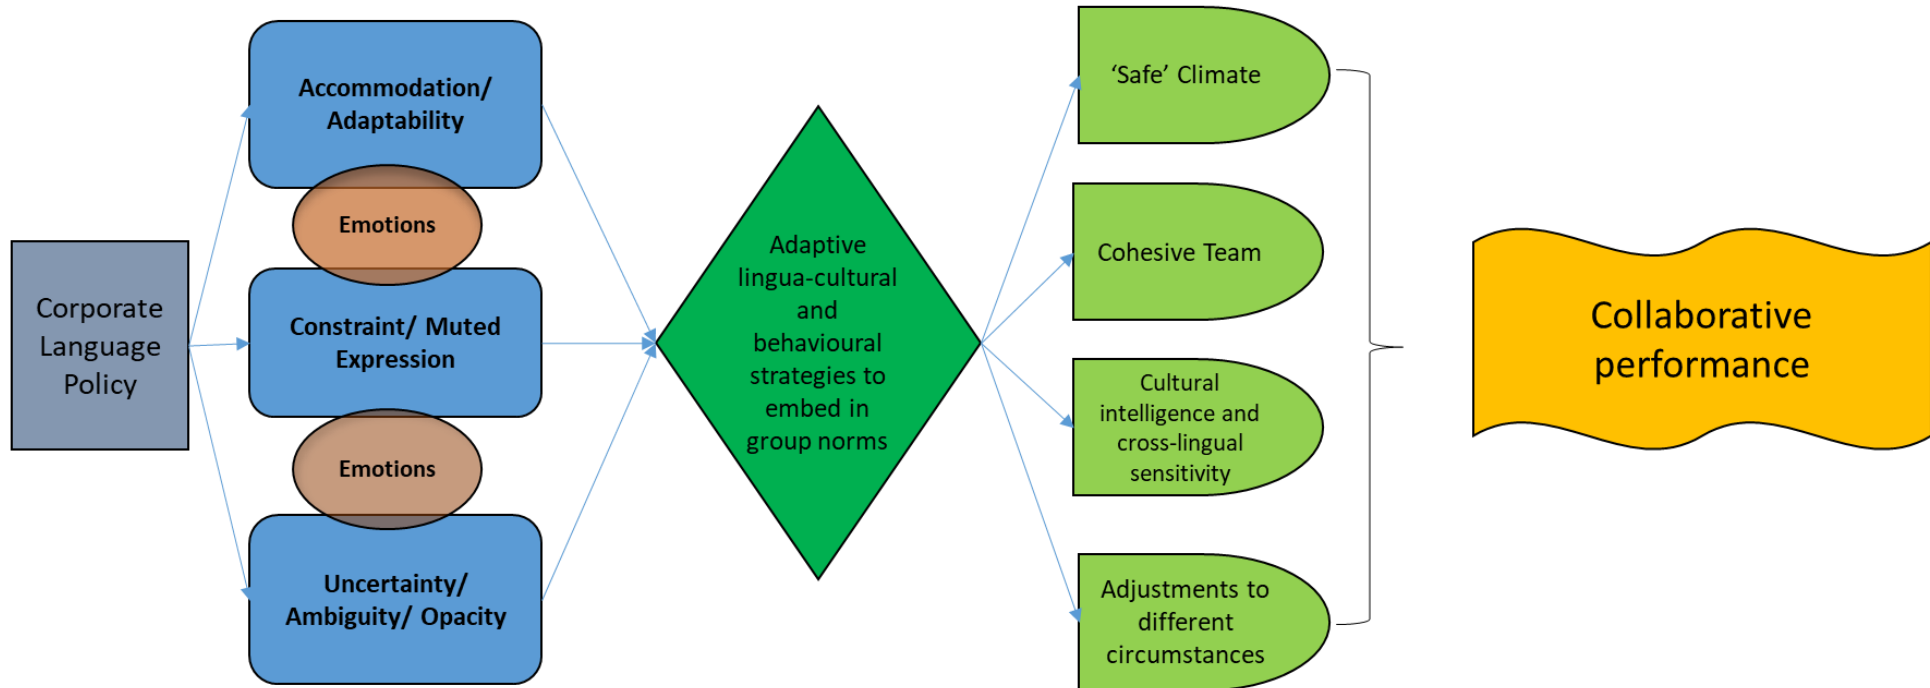 Corporate
Language
Policy
Accommodation/
Adaptability
Emotions
Constraint/ Muted
Expression
Emotions
Uncertainty/
Ambiguity/ Opacity
Adaptive
lingua-cultural
and
behavioural
strategies to
embed in
group norms
‘Safe’ Climate
Cohesive Team
Cultural
intelligence and
cross-lingual
sensitivity
Adjustments to
different
circumstances
Collaborative
performance